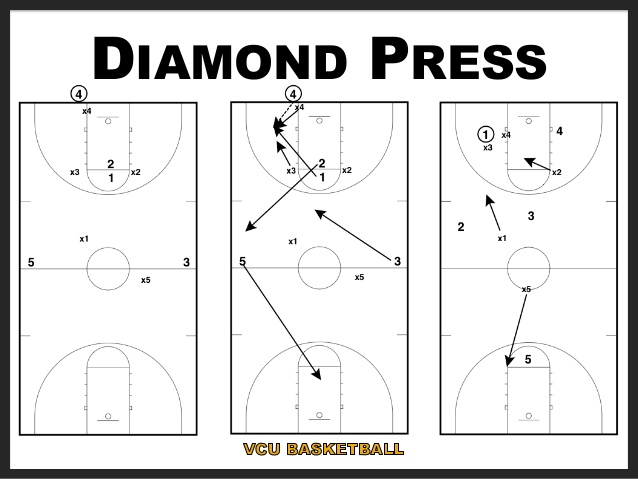 DIAMOND PRESS
4
x4
2
x3 1 x2
x1
5 3
x5
4
x4
2
x3 1 x2
x1
5 3
x5
1 x4 4
x3
x2
3
2
x1
x5
5
VCU BASKETBALL